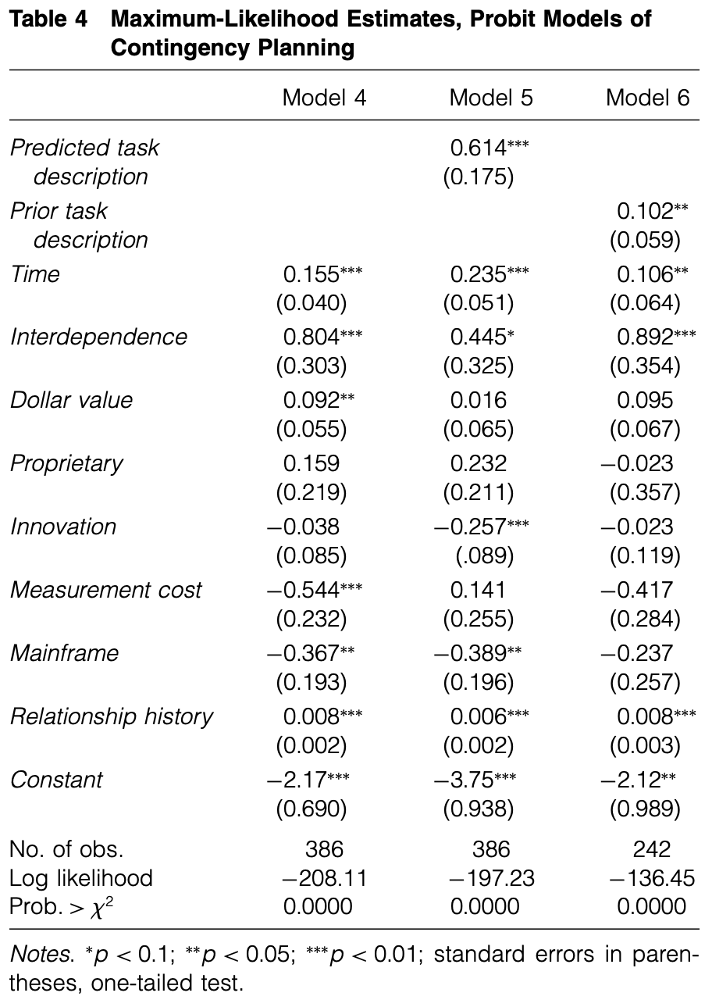 Table 4 Maximum-Likelihood Estimates, Probit Models of
Contingency Planning
Model 4 Model 5 Model 6
Predicted task 0.614***
description (0.175)
Prior task 0.102**
description (0.059)
Time 0.155*** 0.235*** 0.106**
(0.040) (0.051) (0.064)
Interdependence 0.804*** 0.445* 0.892***
(0.303) (0.325) (0.354)
Dollar value 0.092** 0.016 0.095
(0.055) (0.065) (0.067)
Proprietary 0.159 0.232 −0.023
(0.219) (0.211) (0.357)
Innovation −0.038 −0.257*** −0.023
(0.085) (.089) (0.119)
Measurement cost −0.544*** 0.141 −0.417
(0.232) (0.255) (0.284)
Mainframe −0.367** −0.389** −0.237
(0.193) (0.196) (0.257)
Relationship history 0.008*** 0.006*** 0.008***
(0.002) (0.002) (0.003)
Constant −2.17*** −3.75*** −2.12**
(0.690) (0.938) (0.989)
No. of obs. 386 386 242
Log likelihood −208.11 −197.23 −136.45
Prob. > χ² 0.0000 0.0000 0.0000
Notes. *p < 0.1; **p < 0.05; ***p < 0.01; standard errors in paren-
theses, one-tailed test.